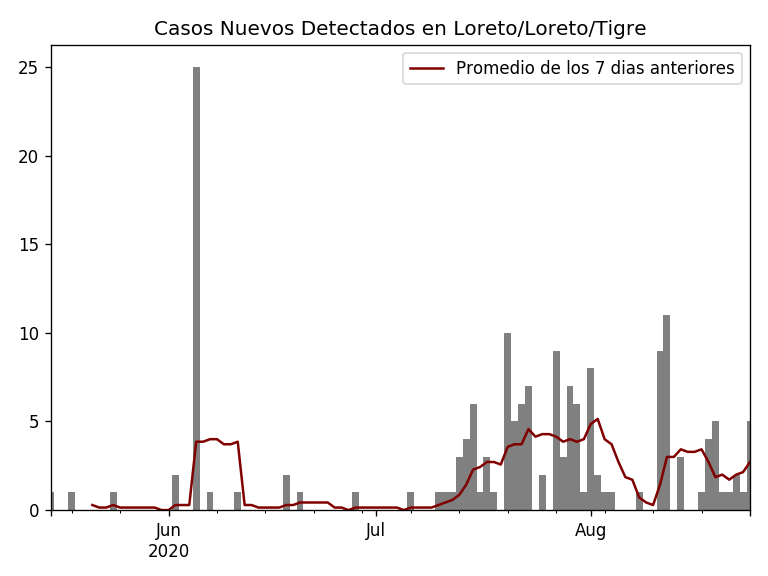 Casos Nuevos Detectados en Loreto/Loreto/Tigre
Promedio de los 7 dias anteriores
25
20
15
10
5
0
Jun
2020
Jul
Aug